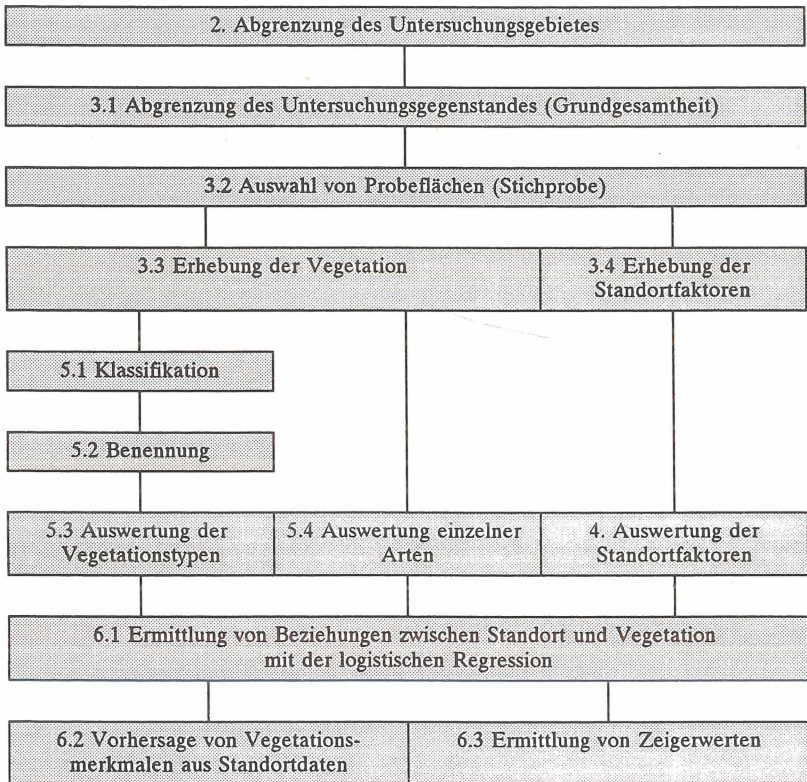 2. Abgrenzung des Untersuchungsgebietes
3.1 Abgrenzung des Untersuchungsgegenstandes (Grundgesamtheit)
3.2 Auswahl von Probeflächen (Stichprobe)
3.3 Erhebung der Vegetation
3.4 Erhebung der
Standortfaktoren
5.1 Klassifikation
5.2 Benennung
5.3 Auswertung der
Vegetationstypen
5.4 Auswertung einzelner
Arten
4. Auswertung der
Standortfaktoren
6.1 Ermittlung von Beziehungen zwischen Standort und Vegetation
mit der logistischen Regression
6.2 Vorhersage von Vegetations-
merkmalen aus Standortdaten
6.3 Ermittlung von Zeigerwerten